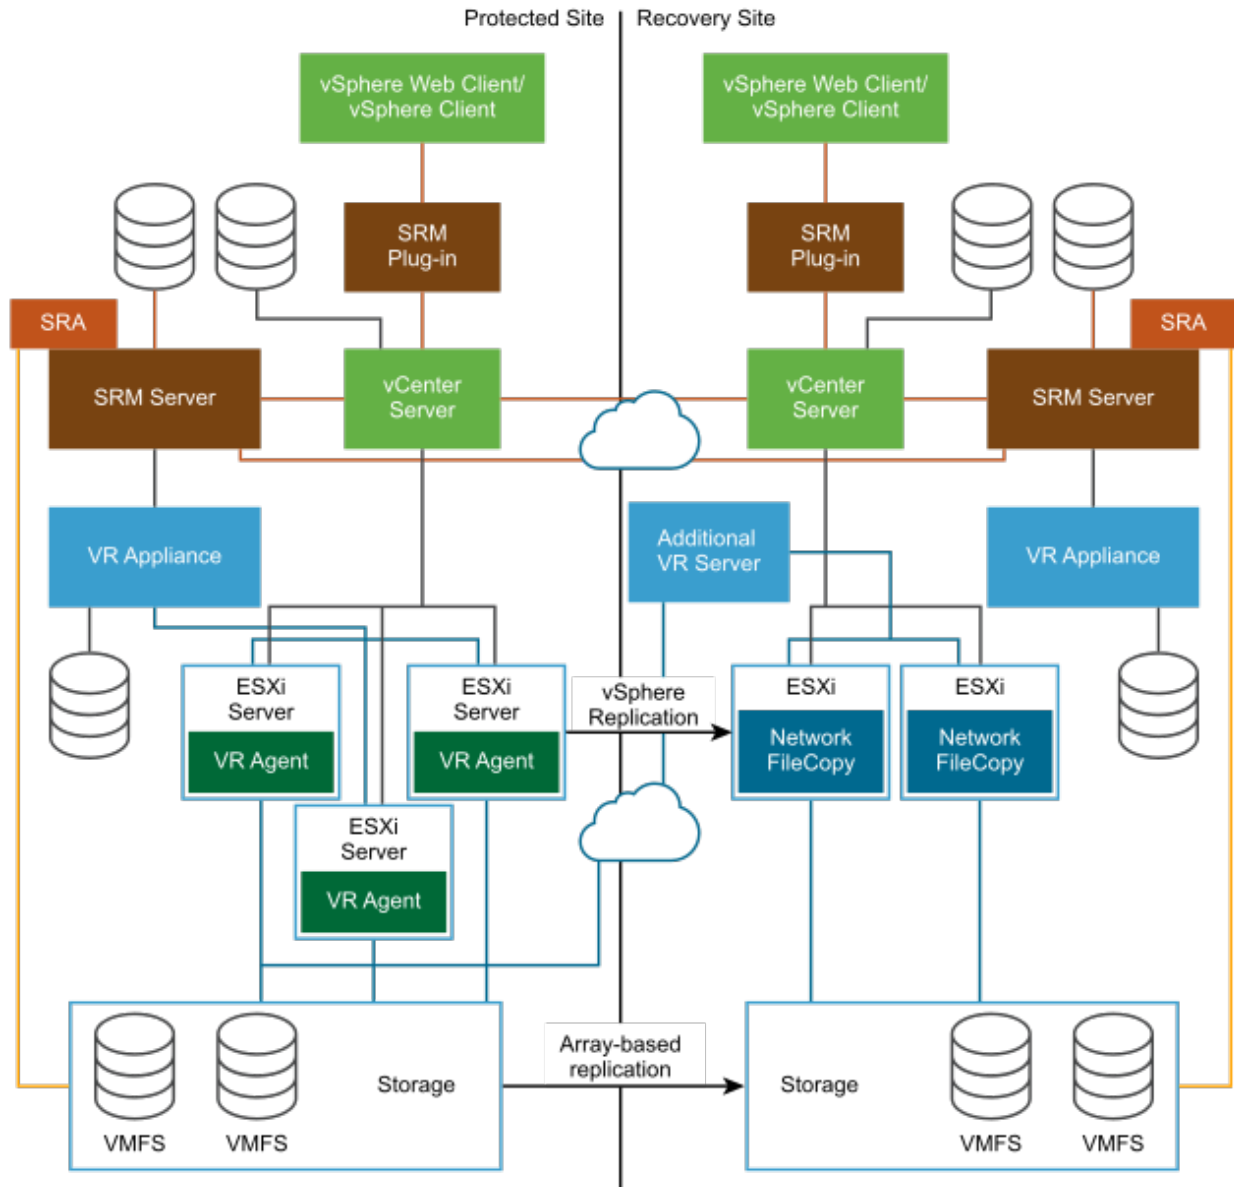 Protected Site
Recovery Site
vSphere Web Client/
vSphere Client
vSphere Web Client/
vSphere Client
SRM
Plug-in
SRM
Plug-in
SRA
SRA
SRM Server
vCenter
Server
vCenter
Server
SRM Server
VR Appliance
Additional
VR Server
VR Appliance
ESXi
Server
VR Agent
ESXi
Server
VR Agent
vSphere
Replication
ESXi
Network
FileCopy
ESXi
Network
FileCopy
ESXi
Server
VR Agent
VMFS
VMFS
Storage
Array-based
replication
Storage
VMFS
VMFS